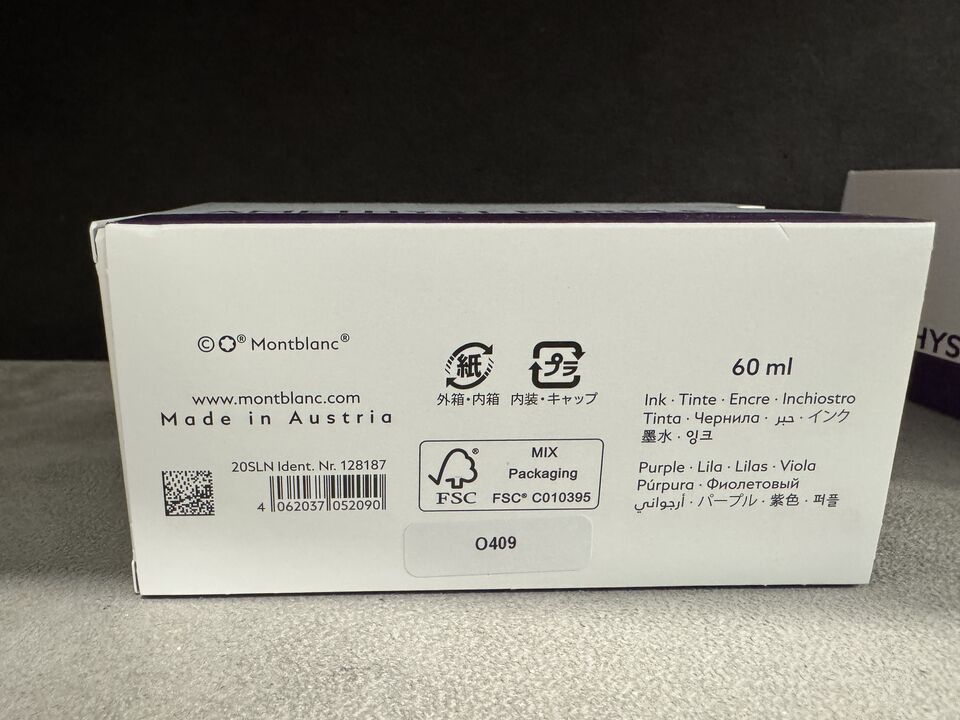 ©® Montblanc®
www.montblanc.com
Made in Austria
20SLN Ident. Nr. 128187
4 062037 052090
紙
外箱・内箱
プラ
内装・キャップ
FSC®
MIX
Packaging
FSC® C010395
O409
60 ml
Ink · Tinte · Encre · Inchiostro
Tinta · Чернила · حبر · インク
墨水 · 잉크
Purple · Lila · Lilas · Viola
Púrpura · Фиолетовый
أرجواني · パープル · 紫色 · 퍼플
HYS